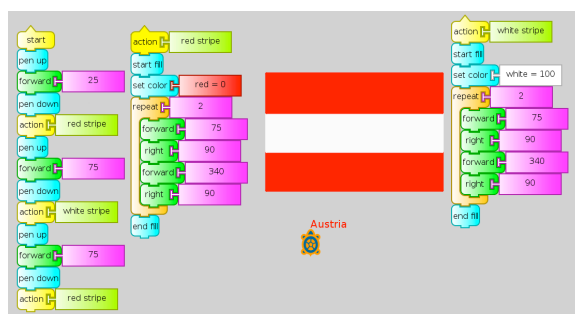 start
pen up
forward 25
pen down
action red stripe
pen up
forward 75
pen down
action white stripe
pen up
forward 75
pen down
action red stripe
action red stripe
start fill
set color red = 0
repeat 2
forward 75
right 90
forward 340
right 90
end fill
Austria
action white stripe
start fill
set color white = 100
repeat 2
forward 75
right 90
forward 340
right 90
end fill